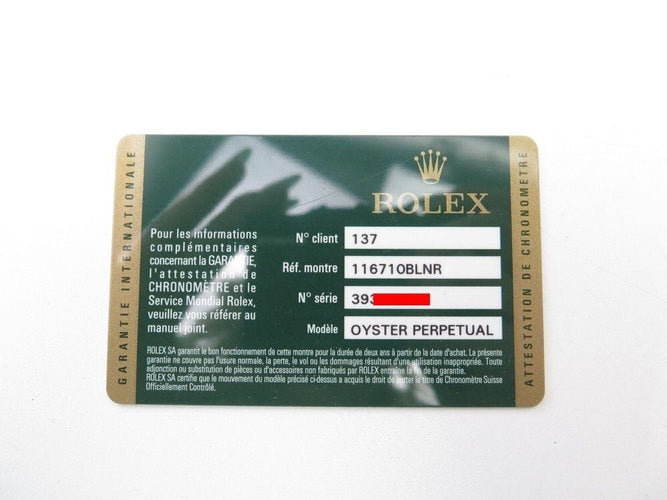 GARANTIE INTERNATIONALE
ROLEX
Pour les informations
complémentaires
concernant la GARANTIE,
l'attestation de
CHRONOMÈTRE et le
Service Mondial Rolex,
veuillez vous référer au
manuel joint.
N° client 137
Réf. montre 116710BLNR
N° série 393
Modèle OYSTER PERPETUAL
ROLEX SA garantit le bon fonctionnement de cette montre pour la durée de deux ans à partir de la date d'achat. La présente
garantie ne couvre pas l'usure normale, la perte, le vol ou les dommages résultant d'une utilisation inappropriée. Toute
adjonction ou substitution de pièces ou d'accessoires non fabriqués par ROLEX entraîne la fin de la garantie.
ROLEX SA certifie que le mouvement du modèle précisé ci-dessus a acquis le droit de porter le titre de Chronomètre Suisse
Officiellement Contrôlé.
ATTESTATION DE CHRONOMETRE